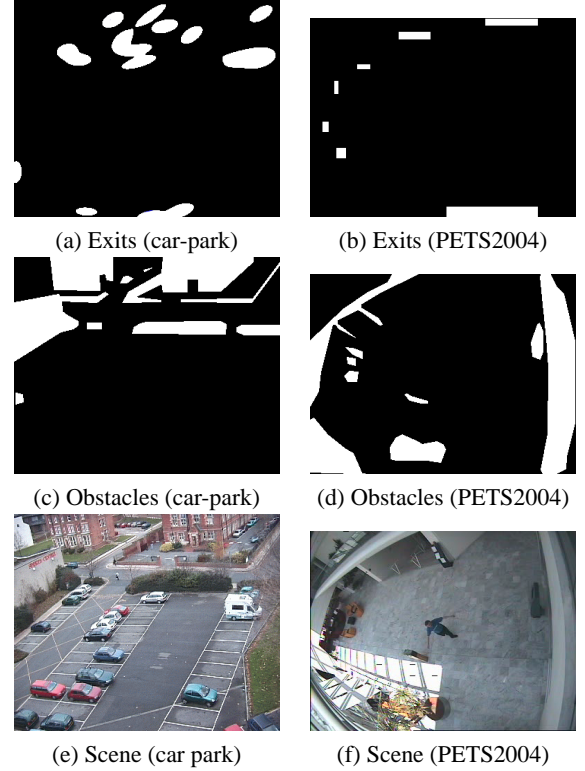 (a) Exits (car-park)
(b) Exits (PETS2004)
(c) Obstacles (car-park)
(d) Obstacles (PETS2004)
(e) Scene (car park)
(f) Scene (PETS2004)